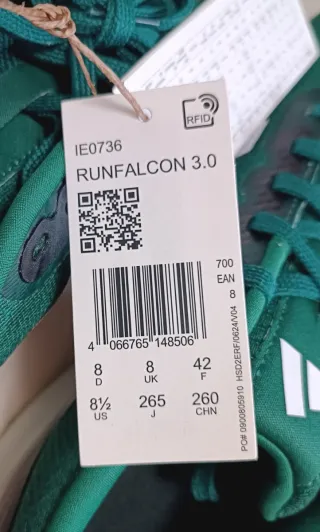 RFID
IE0736
RUNFALCON 3.0
700
EAN
8
4 066765 148506
8 8 42
D UK F
8½ 265 260
US J CHN
PO# 0900805910 HSD2ERF/0624/V04